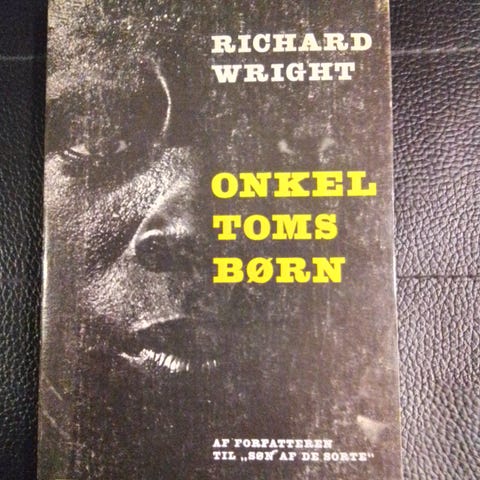 RICHARD
WRIGHT
ONKEL
TOMS
BØRN
AF FORFATTEREN
TIL „SØN AF DE SORTE“